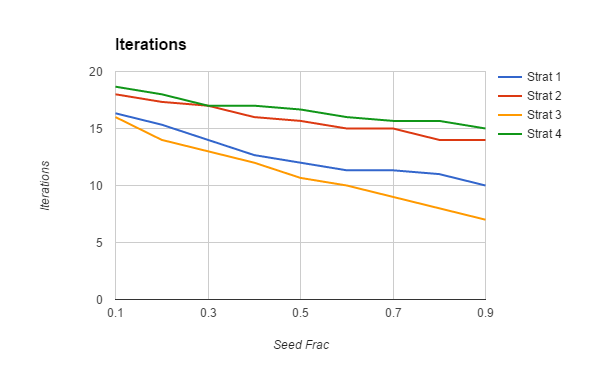 Iterations
20
15
10
5
0
Iterations
0.1 0.3 0.5 0.7 0.9
Seed Frac
Strat 1
Strat 2
Strat 3
Strat 4